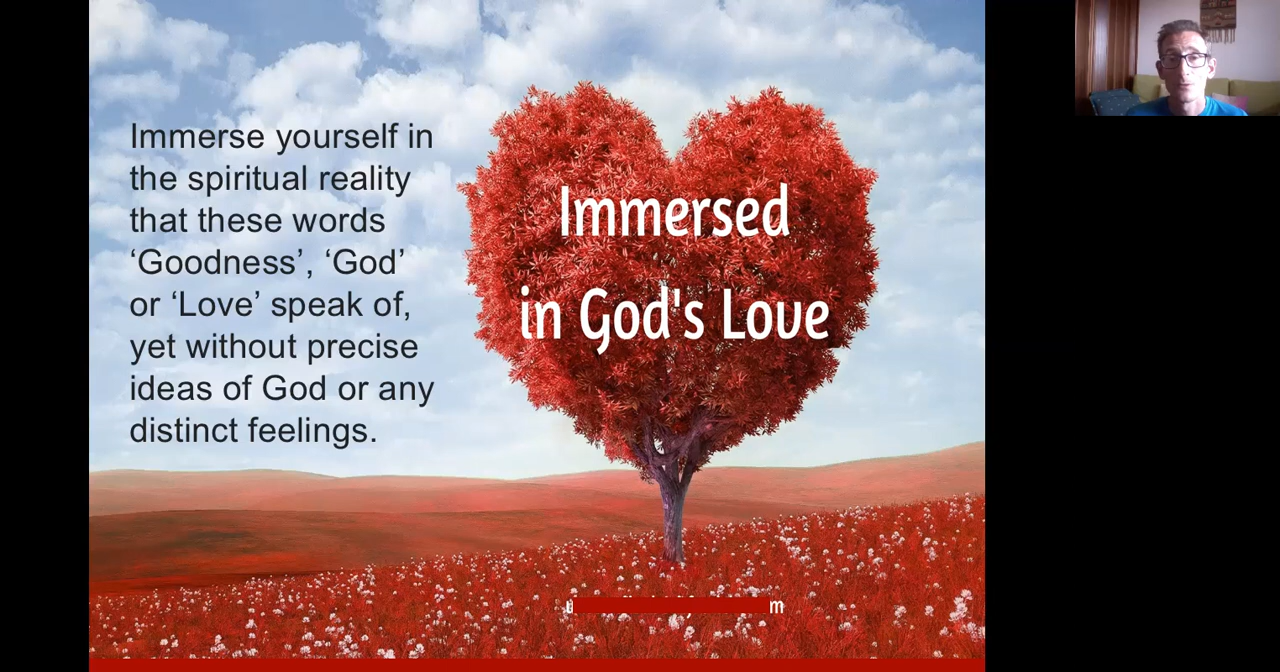 Immerse yourself in
the spiritual reality
that these words
‘Goodness’, ‘God’
or ‘Love’ speak of,
yet without precise
ideas of God or any
distinct feelings.
Immersed
in God's Love